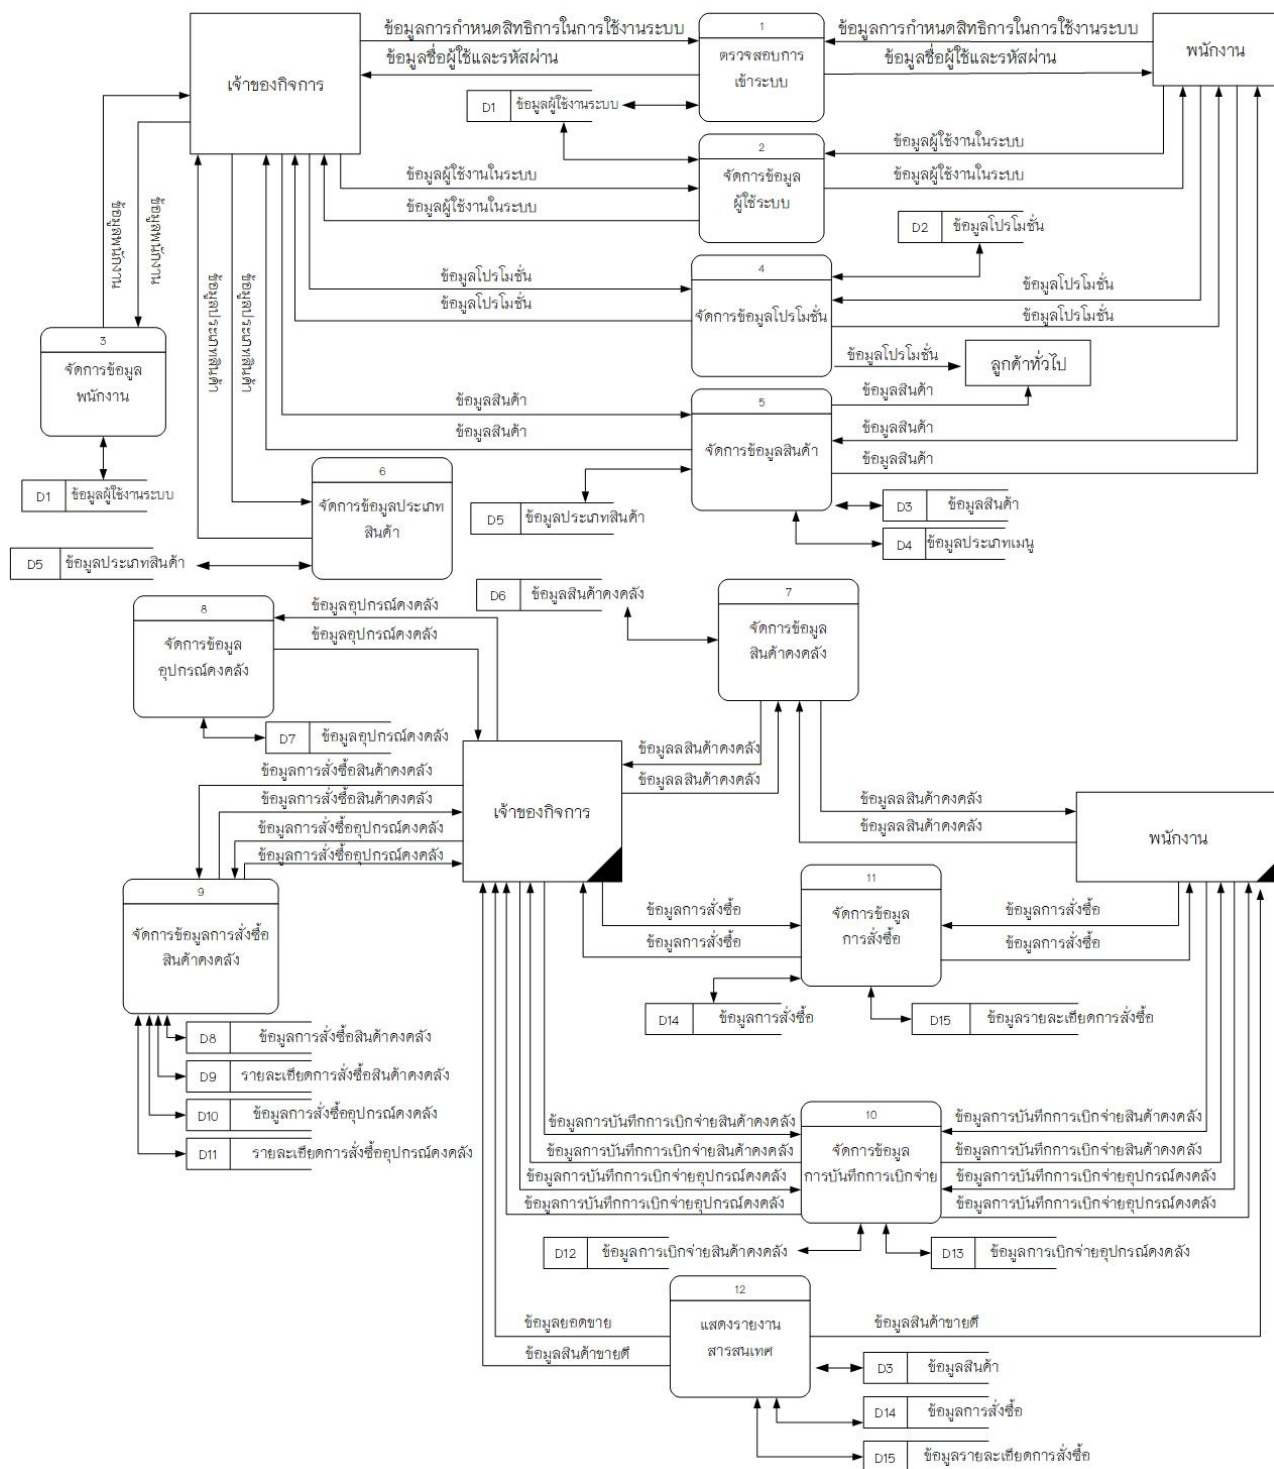 ข้อมูลการกำหนดสิทธิการในการใช้งานระบบ
1
ข้อมูลการกำหนดสิทธิการในการใช้งานระบบ
เจ้าของกิจการ
ข้อมูลชื่อผู้ใช้และรหัสผ่าน
ตรวจสอบการ
เข้าระบบ
ข้อมูลชื่อผู้ใช้และรหัสผ่าน
พนักงาน
D1 ข้อมูลผู้ใช้งานระบบ
2
จัดการข้อมูล
ผู้ใช้ระบบ
ข้อมูลผู้ใช้งานในระบบ
ข้อมูลผู้ใช้งานในระบบ
ข้อมูลผู้ใช้งานในระบบ
ข้อมูลผู้ใช้งานในระบบ
ข้อมูลพนักงาน
ข้อมูลพนักงาน
D2 ข้อมูลโปรโมชั่น
4
จัดการข้อมูลโปรโมชั่น
ข้อมูลโปรโมชั่น
ข้อมูลโปรโมชั่น
ข้อมูลโปรโมชั่น
ข้อมูลโปรโมชั่น
ข้อมูลประเภทสินค้า
ข้อมูลประเภทสินค้า
3
จัดการข้อมูล
พนักงาน
ข้อมูลโปรโมชั่น
ลูกค้าทั่วไป
5
จัดการข้อมูลสินค้า
ข้อมูลสินค้า
ข้อมูลสินค้า
ข้อมูลสินค้า
ข้อมูลสินค้า
ข้อมูลสินค้า
D1 ข้อมูลผู้ใช้งานระบบ
6
จัดการข้อมูลประเภท
สินค้า
D5 ข้อมูลประเภทสินค้า
D3 ข้อมูลสินค้า
D4 ข้อมูลประเภทเมนู
D5 ข้อมูลประเภทสินค้า
D6 ข้อมูลสินค้าคงคลัง
7
จัดการข้อมูล
สินค้าคงคลัง
8
จัดการข้อมูล
อุปกรณ์คงคลัง
ข้อมูลอุปกรณ์คงคลัง
ข้อมูลอุปกรณ์คงคลัง
D7 ข้อมูลอุปกรณ์คงคลัง
ข้อมูลลสินค้าคงคลัง
ข้อมูลลสินค้าคงคลัง
ข้อมูลการสั่งซื้อสินค้าคงคลัง
ข้อมูลการสั่งซื้อสินค้าคงคลัง
ข้อมูลการสั่งซื้ออุปกรณ์คงคลัง
ข้อมูลการสั่งซื้ออุปกรณ์คงคลัง
เจ้าของกิจการ
ข้อมูลลสินค้าคงคลัง
ข้อมูลลสินค้าคงคลัง
พนักงาน
9
จัดการข้อมูลการสั่งซื้อ
สินค้าคงคลัง
11
จัดการข้อมูล
การสั่งซื้อ
ข้อมูลการสั่งซื้อ
ข้อมูลการสั่งซื้อ
ข้อมูลการสั่งซื้อ
ข้อมูลการสั่งซื้อ
D14 ข้อมูลการสั่งซื้อ
D15 ข้อมูลรายละเอียดการสั่งซื้อ
D8 ข้อมูลการสั่งซื้อสินค้าคงคลัง
D9 รายละเอียดการสั่งซื้อสินค้าคงคลัง
D10 ข้อมูลการสั่งซื้ออุปกรณ์คงคลัง
D11 รายละเอียดการสั่งซื้ออุปกรณ์คงคลัง
10
จัดการข้อมูล
การบันทึกการเบิกจ่าย
ข้อมูลการบันทึกการเบิกจ่ายสินค้าคงคลัง
ข้อมูลการบันทึกการเบิกจ่ายสินค้าคงคลัง
ข้อมูลการบันทึกการเบิกจ่ายอุปกรณ์คงคลัง
ข้อมูลการบันทึกการเบิกจ่ายอุปกรณ์คงคลัง
ข้อมูลการบันทึกการเบิกจ่ายสินค้าคงคลัง
ข้อมูลการบันทึกการเบิกจ่ายสินค้าคงคลัง
ข้อมูลการบันทึกการเบิกจ่ายอุปกรณ์คงคลัง
ข้อมูลการบันทึกการเบิกจ่ายอุปกรณ์คงคลัง
D12 ข้อมูลการเบิกจ่ายสินค้าคงคลัง
D13 ข้อมูลการเบิกจ่ายอุปกรณ์คงคลัง
12
แสดงรายงาน
สารสนเทศ
ข้อมูลยอดขาย
ข้อมูลสินค้าขายดี
ข้อมูลสินค้าขายดี
D3 ข้อมูลสินค้า
D14 ข้อมูลการสั่งซื้อ
D15 ข้อมูลรายละเอียดการสั่งซื้อ